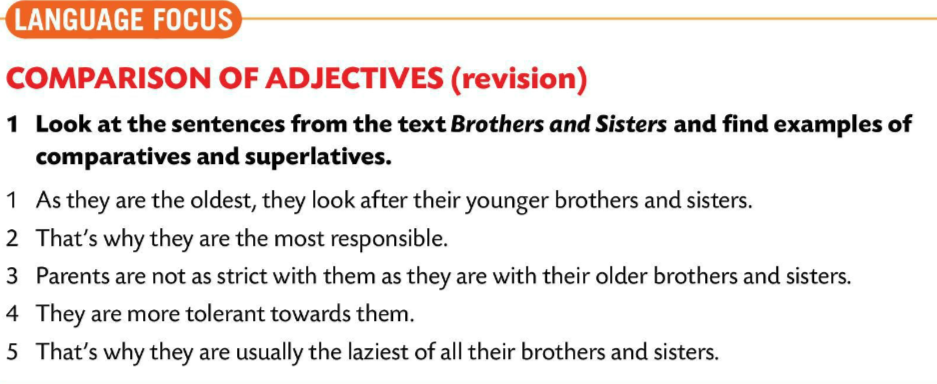 LANGUAGE FOCUS
COMPARISON OF ADJECTIVES (revision)
1 Look at the sentences from the text Brothers and Sisters and find examples of
comparatives and superlatives.
1 As they are the oldest, they look after their younger brothers and sisters.
2 That's why they are the most responsible.
3 Parents are not as strict with them as they are with their older brothers and sisters.
4 They are more tolerant towards them.
5 That's why they are usually the laziest of all their brothers and sisters.